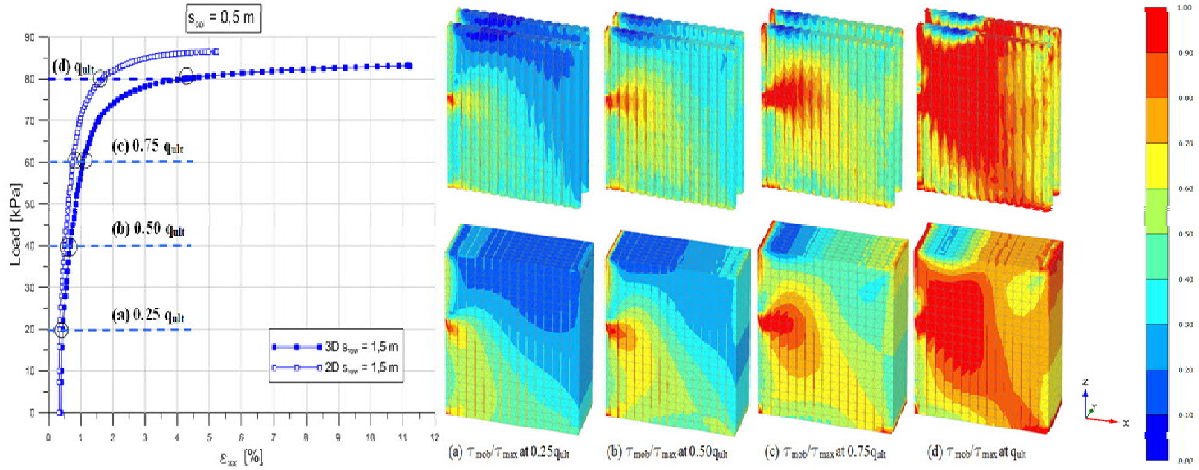 s_col = 0,5 m
90
80
70
60
50
40
30
20
10
0
Load [kPa]
(d) q_ult
(c) 0.75 q_ult
(b) 0.50 q_ult
(a) 0.25 q_ult
3D s_row = 1,5 m
2D s_row = 1,5 m
0 1 2 3 4 5 6 7 8 9 10 11 12
ε_xx [%]
(a) τ_mob/τ_max at 0.25q_ult
(b) τ_mob/τ_max at 0.50q_ult
(c) τ_mob/τ_max at 0.75q_ult
(d) τ_mob/τ_max at q_ult
Z
Y
X
1.00
0.90
0.80
0.70
0.60
0.50
0.40
0.30
0.20
0.10
0.00